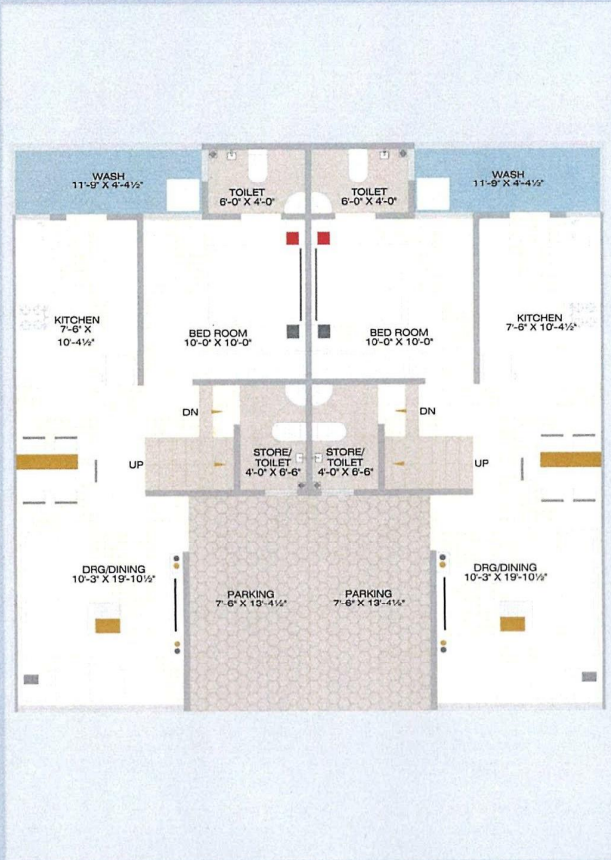 WASH
11'-9" X 4'-4½"
TOILET
6'-0" X 4'-0"
TOILET
6'-0" X 4'-0"
WASH
11'-9" X 4'-4½"
KITCHEN
7'-6" X
10'-4½"
BED ROOM
10'-0" X 10'-0"
BED ROOM
10'-0" X 10'-0"
KITCHEN
7'-6" X 10'-4½"
DN
DN
UP
STORE/
TOILET
4'-0" X 6'-6"
STORE/
TOILET
4'-0" X 6'-6"
UP
DRG/DINING
10'-3" X 19'-10½"
PARKING
7'-6" X 13'-4½"
PARKING
7'-6" X 13'-4½"
DRG/DINING
10'-3" X 19'-10½"